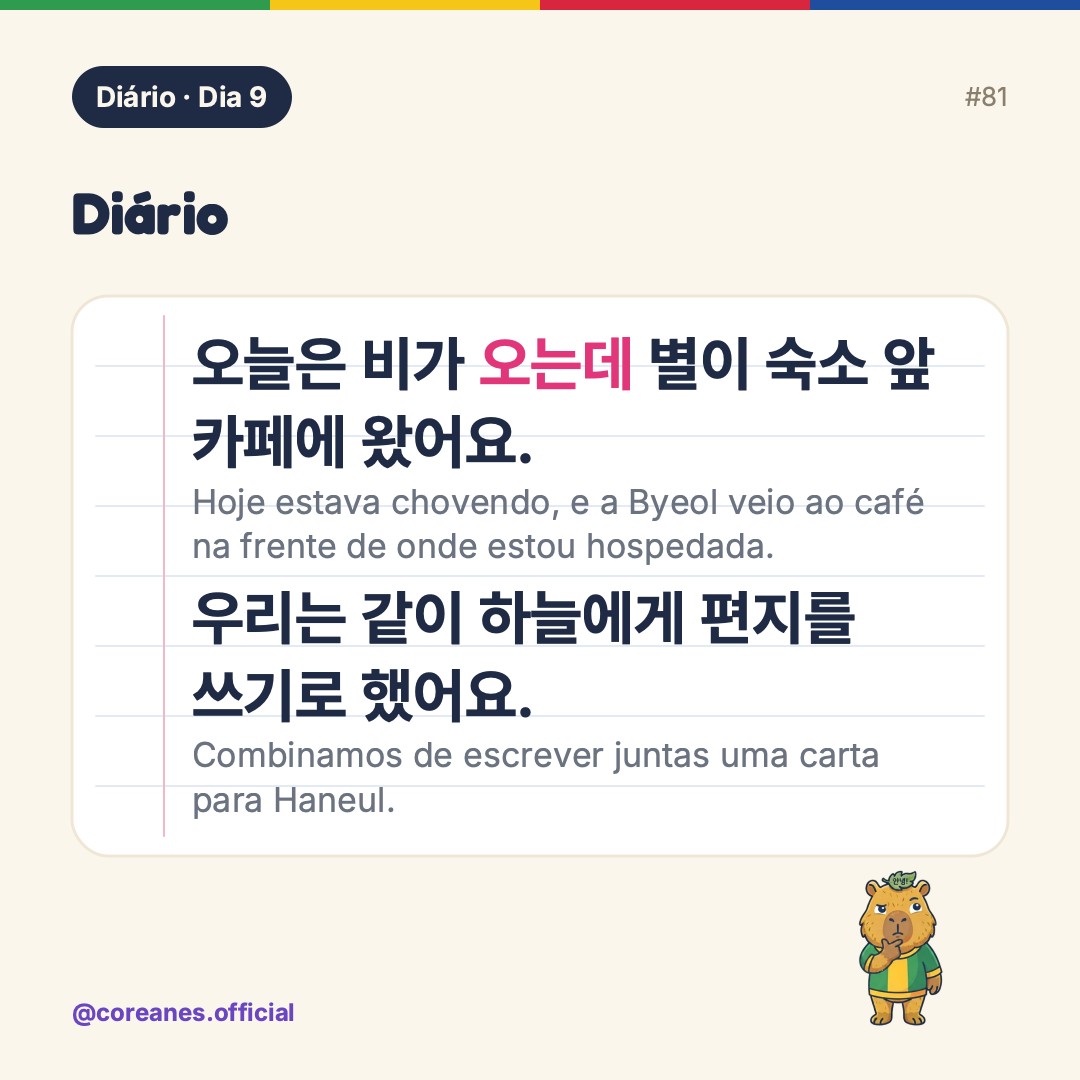 Diário · Dia 9
#81
Diário
오늘은 비가 오는데 별이 숙소 앞
카페에 왔어요.
Hoje estava chovendo, e a Byeol veio ao café
na frente de onde estou hospedada.
우리는 같이 하늘에게 편지를
쓰기로 했어요.
Combinamos de escrever juntas uma carta
para Haneul.
안녕!
@coreanes.official